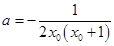 a = − 1 / 2x₀(x₀+1)